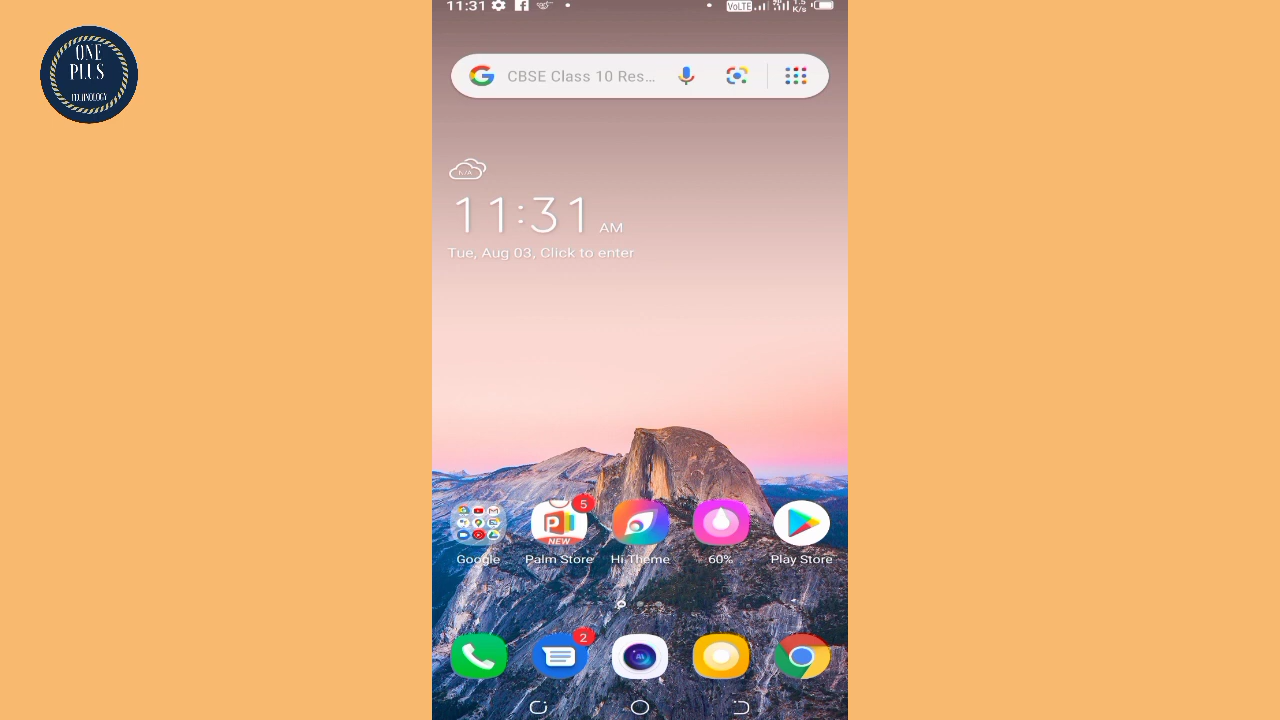 ONE
PLUS
TECHNOLOGY
11:31
VoLTE
K/s
CBSE Class 10 Res...
N/A
11:31 AM
Tue, Aug 03, Click to enter
5
NEW
Google
Palm Store
Hi Theme
60%
Play Store
2